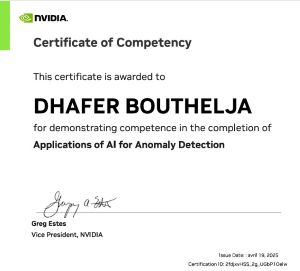 NVIDIA.
Certificate of Competency
This certificate is awarded to
DHAFER BOUTHELJA
for demonstrating competence in the completion of
Applications of AI for Anomaly Detection
Greg Estes
Vice President, NVIDIA
Issue Date: avril 19, 2025
Certification ID: